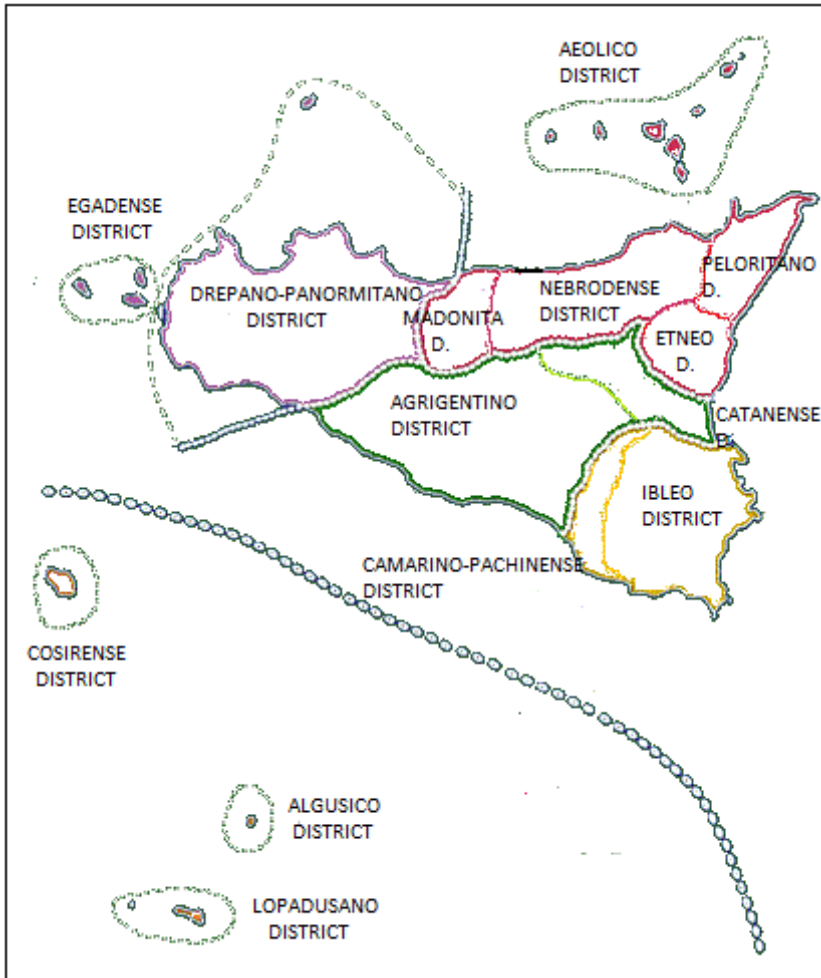 AEOLICO
DISTRICT
EGADENSE
DISTRICT
PELORITANO
D.
DREPANO-PANORMITANO
DISTRICT
NEBRODENSE
DISTRICT
MADONITA
D.
ETNEO
D.
AGRIGENTINO
DISTRICT
CATANENSE
D.
IBLEO
DISTRICT
CAMARINO-PACHINENSE
DISTRICT
COSIRENSE
DISTRICT
ALGUSICO
DISTRICT
LOPADUSANO
DISTRICT